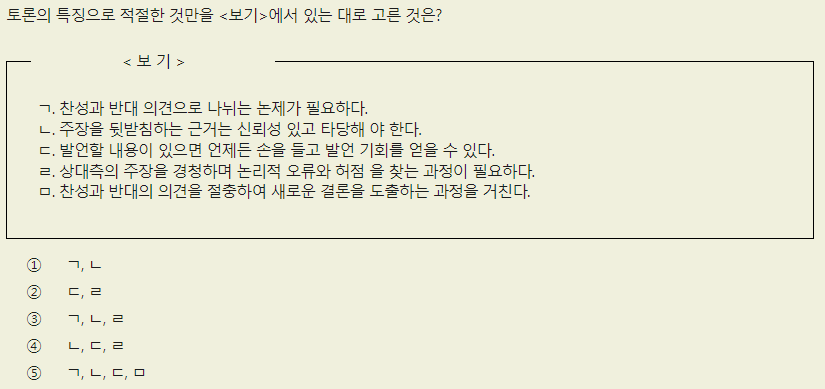 토론의 특징으로 적절한 것만을 <보기>에서 있는 대로 고른 것은?
< 보 기 >
ㄱ. 찬성과 반대 의견으로 나뉘는 논제가 필요하다.
ㄴ. 주장을 뒷받침하는 근거는 신뢰성 있고 타당해 야 한다.
ㄷ. 발언할 내용이 있으면 언제든 손을 들고 발언 기회를 얻을 수 있다.
ㄹ. 상대측의 주장을 경청하며 논리적 오류와 허점 을 찾는 과정이 필요하다.
ㅁ. 찬성과 반대의 의견을 절충하여 새로운 결론을 도출하는 과정을 거친다.
① ㄱ, ㄴ
② ㄷ, ㄹ
③ ㄱ, ㄴ, ㄹ
④ ㄴ, ㄷ, ㄹ
⑤ ㄱ, ㄴ, ㄷ, ㅁ